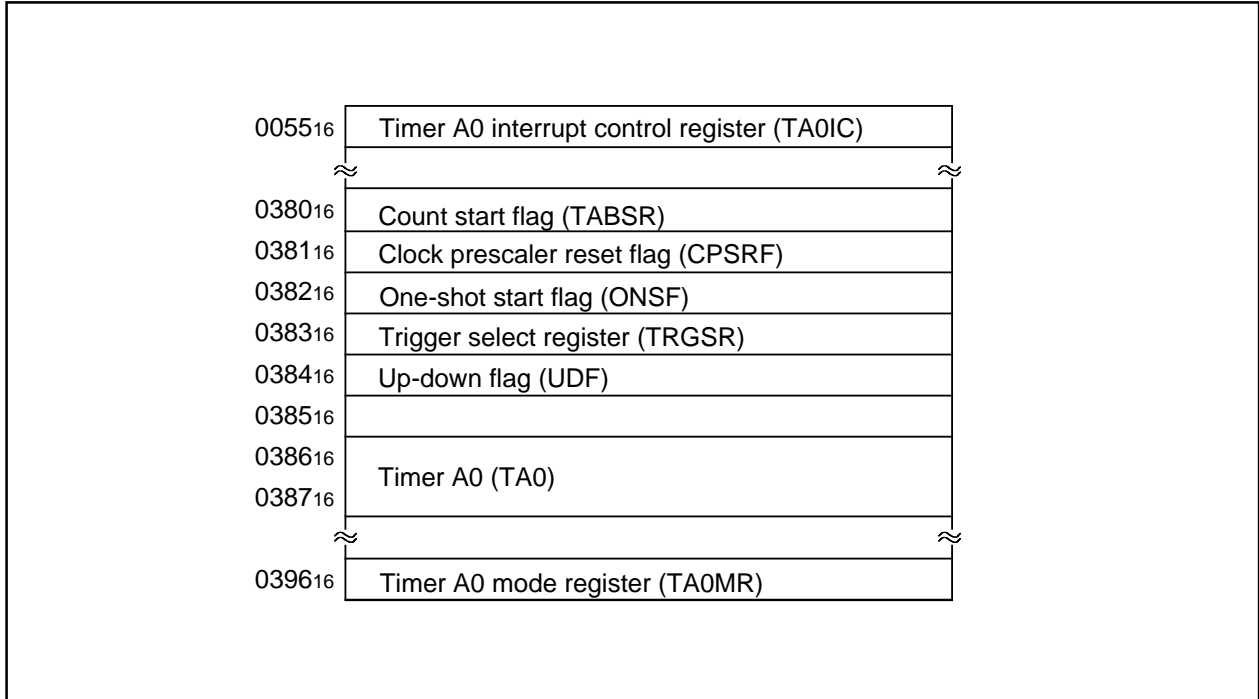 005516 Timer A0 interrupt control register (TA0IC)
038016 Count start flag (TABSR)
038116 Clock prescaler reset flag (CPSRF)
038216 One-shot start flag (ONSF)
038316 Trigger select register (TRGSR)
038416 Up-down flag (UDF)
038516
038616
Timer A0 (TA0)
038716
039616 Timer A0 mode register (TA0MR)